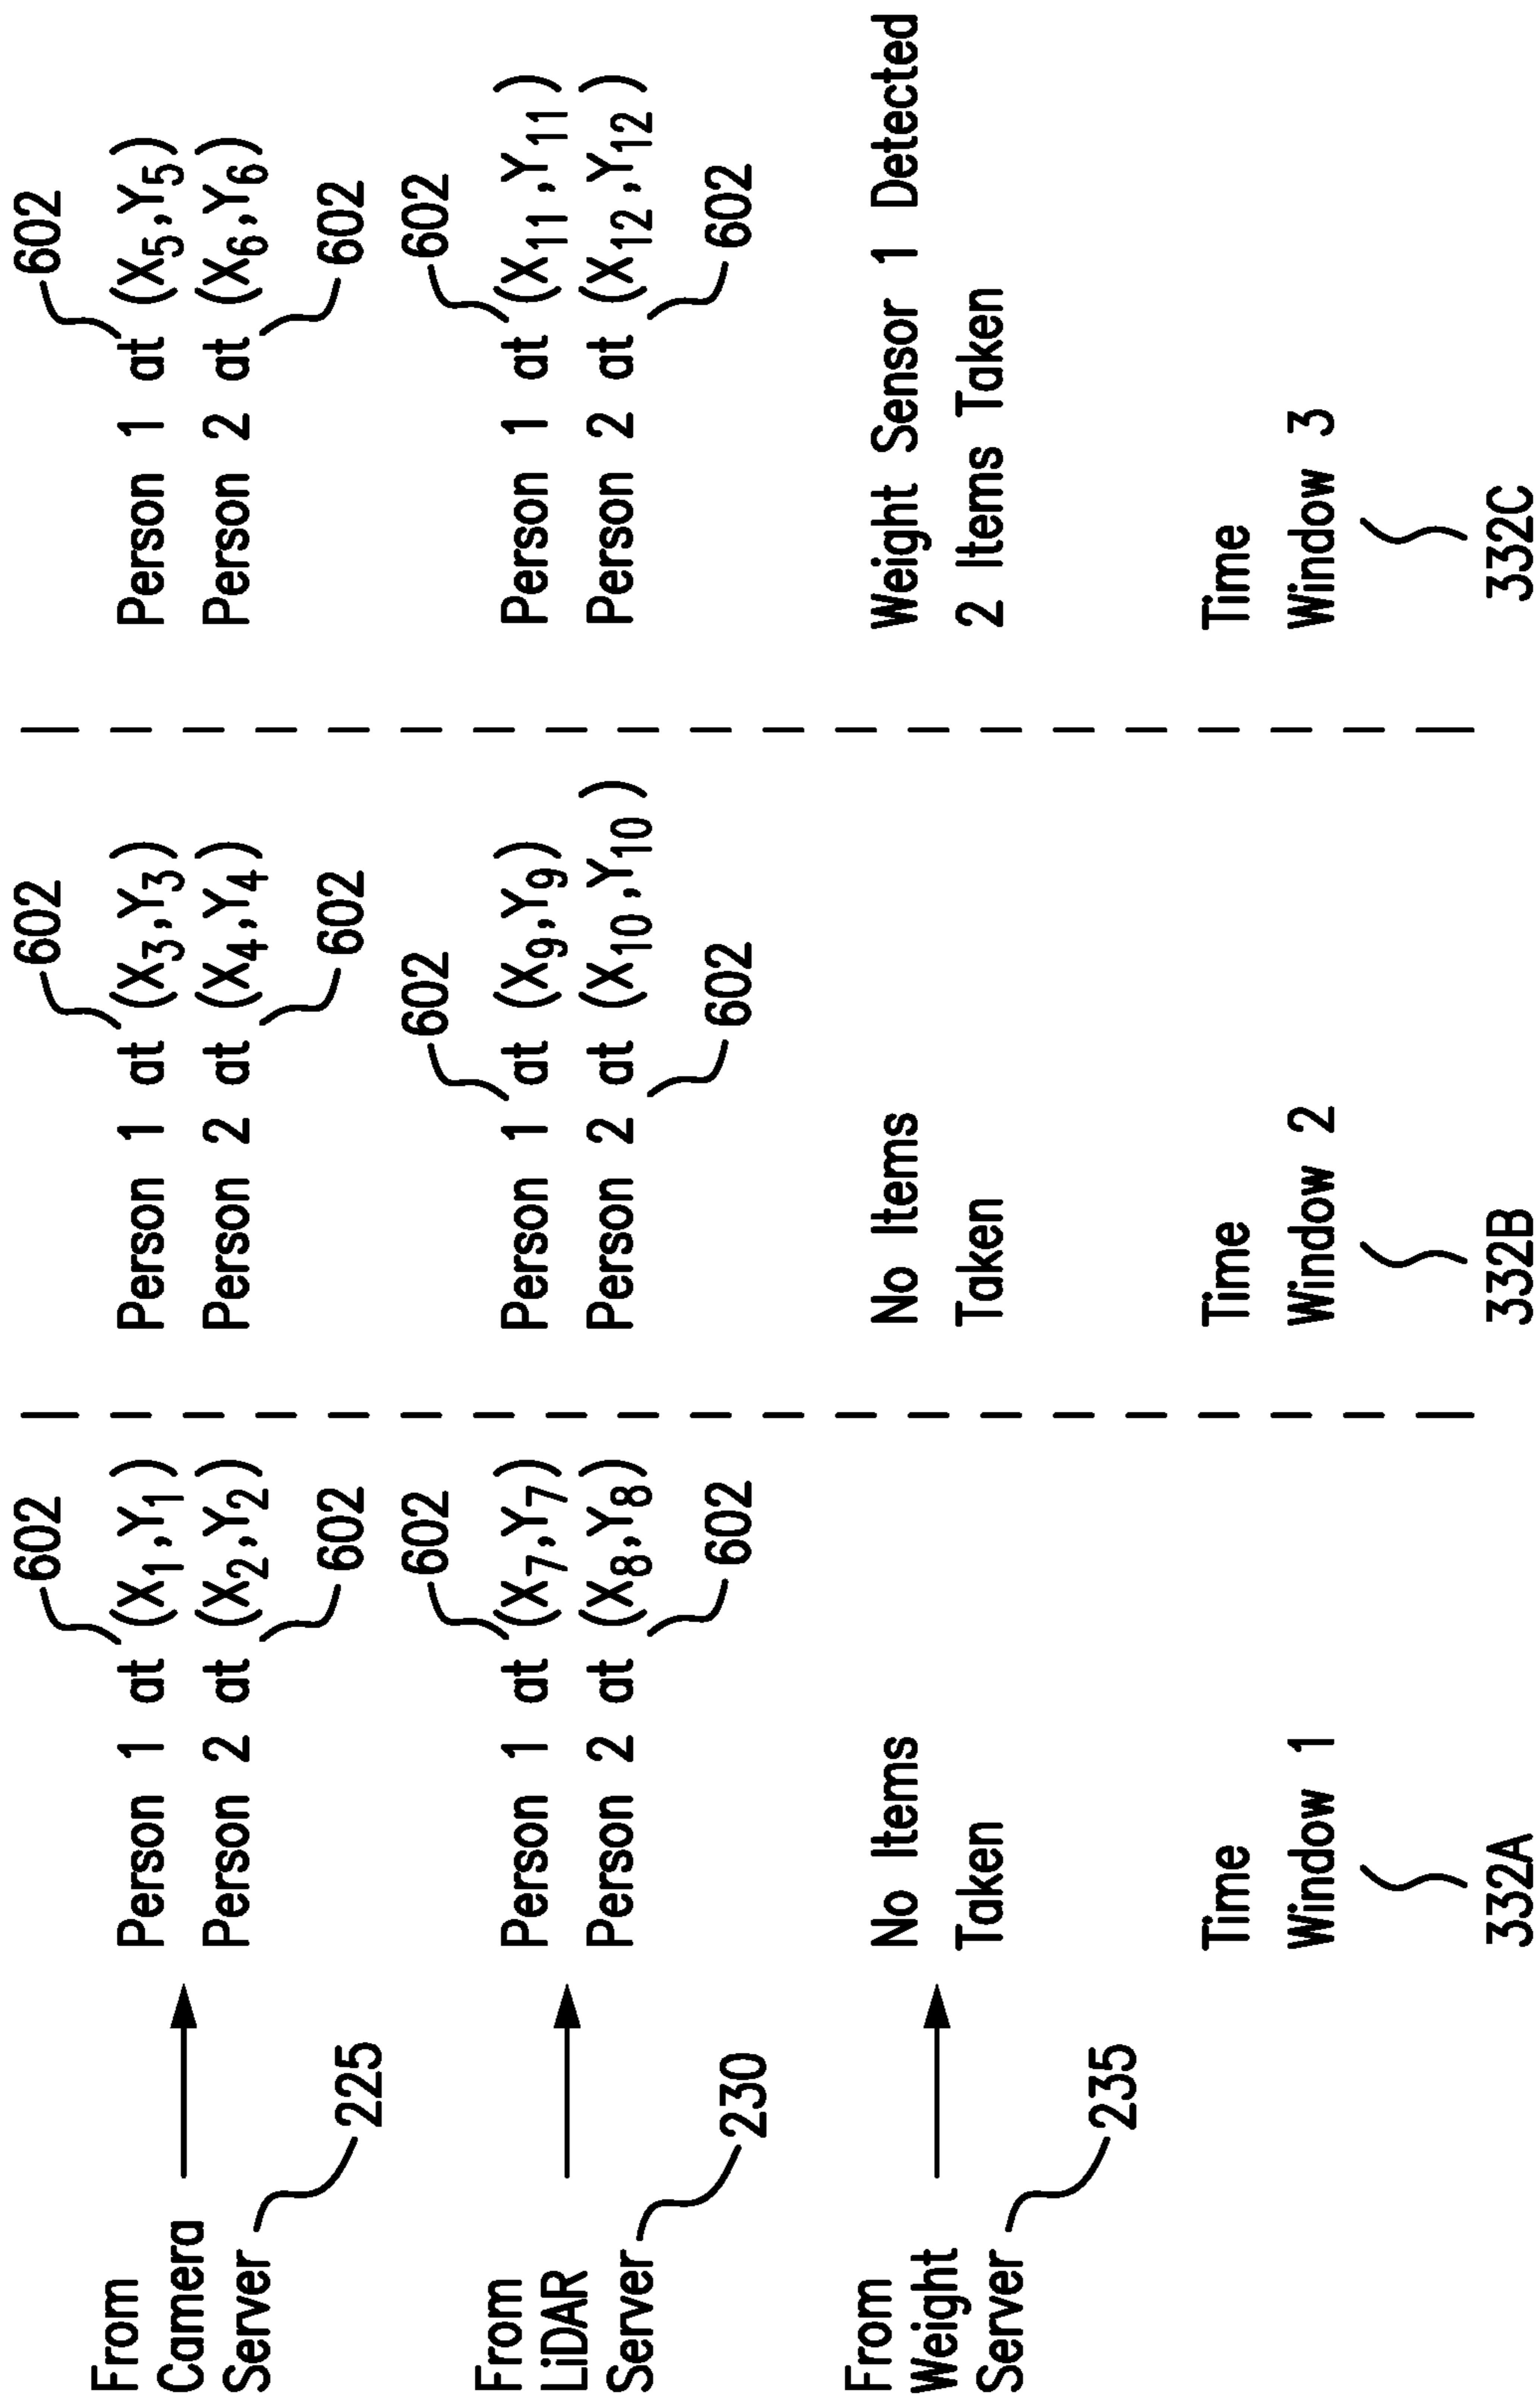 602
602
602
From
Camera
Server
225
Person 1 at (X1,Y1)
Person 2 at (X2,Y2)
602
Person 1 at (X3,Y3)
Person 2 at (X4,Y4)
602
Person 1 at (X5,Y5)
Person 2 at (X6,Y6)
602
602
602
602
From
LiDAR
Server
230
Person 1 at (X7,Y7)
Person 2 at (X8,Y8)
602
Person 1 at (X9,Y9)
Person 2 at (X10,Y10)
602
Person 1 at (X11,Y11)
Person 2 at (X12,Y12)
602
From
Weight
Server
235
No Items
Taken
No Items
Taken
Weight Sensor 1 Detected
2 Items Taken
Time
Window 1
332A
Time
Window 2
332B
Time
Window 3
332C